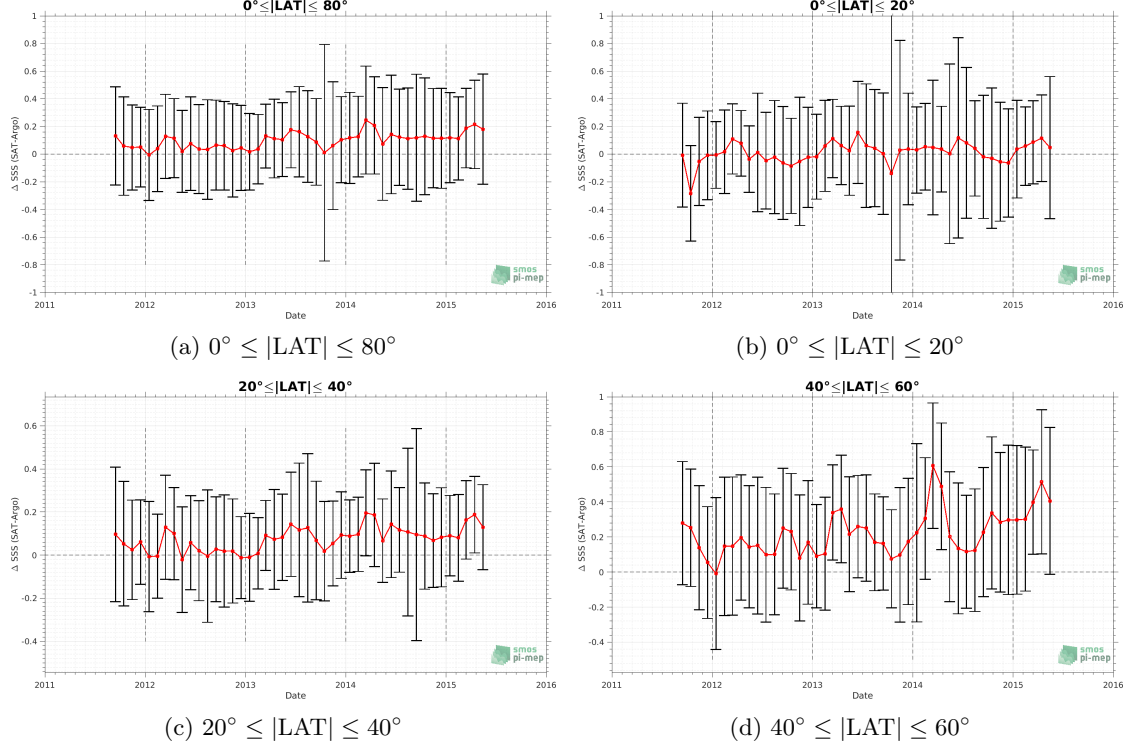 0°≤|LAT|≤ 80°
1
0.8
0.6
0.4
0.2
0
-0.2
-0.4
-0.6
-0.8
-1
Δ SSS (SAT-Argo)
2011 2012 2013 2014 2015 2016
Date
smos
pi-mep
(a) 0° ≤ |LAT| ≤ 80°
0°≤|LAT|≤ 20°
1
0.8
0.6
0.4
0.2
0
-0.2
-0.4
-0.6
-0.8
-1
Δ SSS (SAT-Argo)
2011 2012 2013 2014 2015 2016
Date
smos
pi-mep
(b) 0° ≤ |LAT| ≤ 20°
20°≤|LAT|≤ 40°
0.6
0.4
0.2
0
-0.2
-0.4
Δ SSS (SAT-Argo)
2011 2012 2013 2014 2015 2016
Date
smos
pi-mep
(c) 20° ≤ |LAT| ≤ 40°
40°≤|LAT|≤ 60°
1
0.8
0.6
0.4
0.2
0
-0.2
-0.4
Δ SSS (SAT-Argo)
2011 2012 2013 2014 2015 2016
Date
smos
pi-mep
(d) 40° ≤ |LAT| ≤ 60°